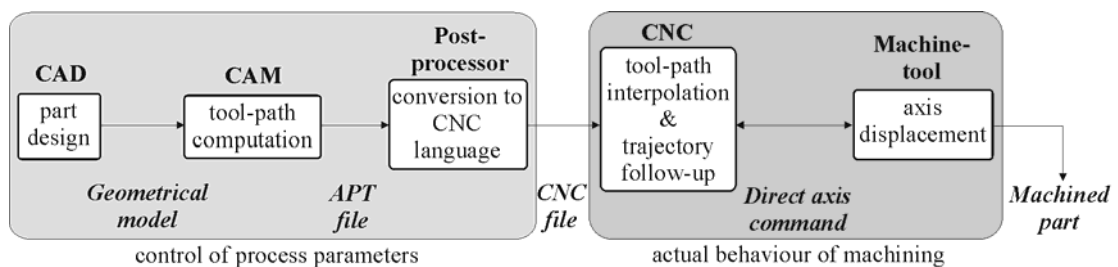 CAD
part
design
Geometrical
model
CAM
tool-path
computation
APT
file
Post-
processor
conversion to
CNC
language
CNC
file
CNC
tool-path
interpolation
&
trajectory
follow-up
Direct axis
command
Machine-
tool
axis
displacement
Machined
part
control of process parameters
actual behaviour of machining